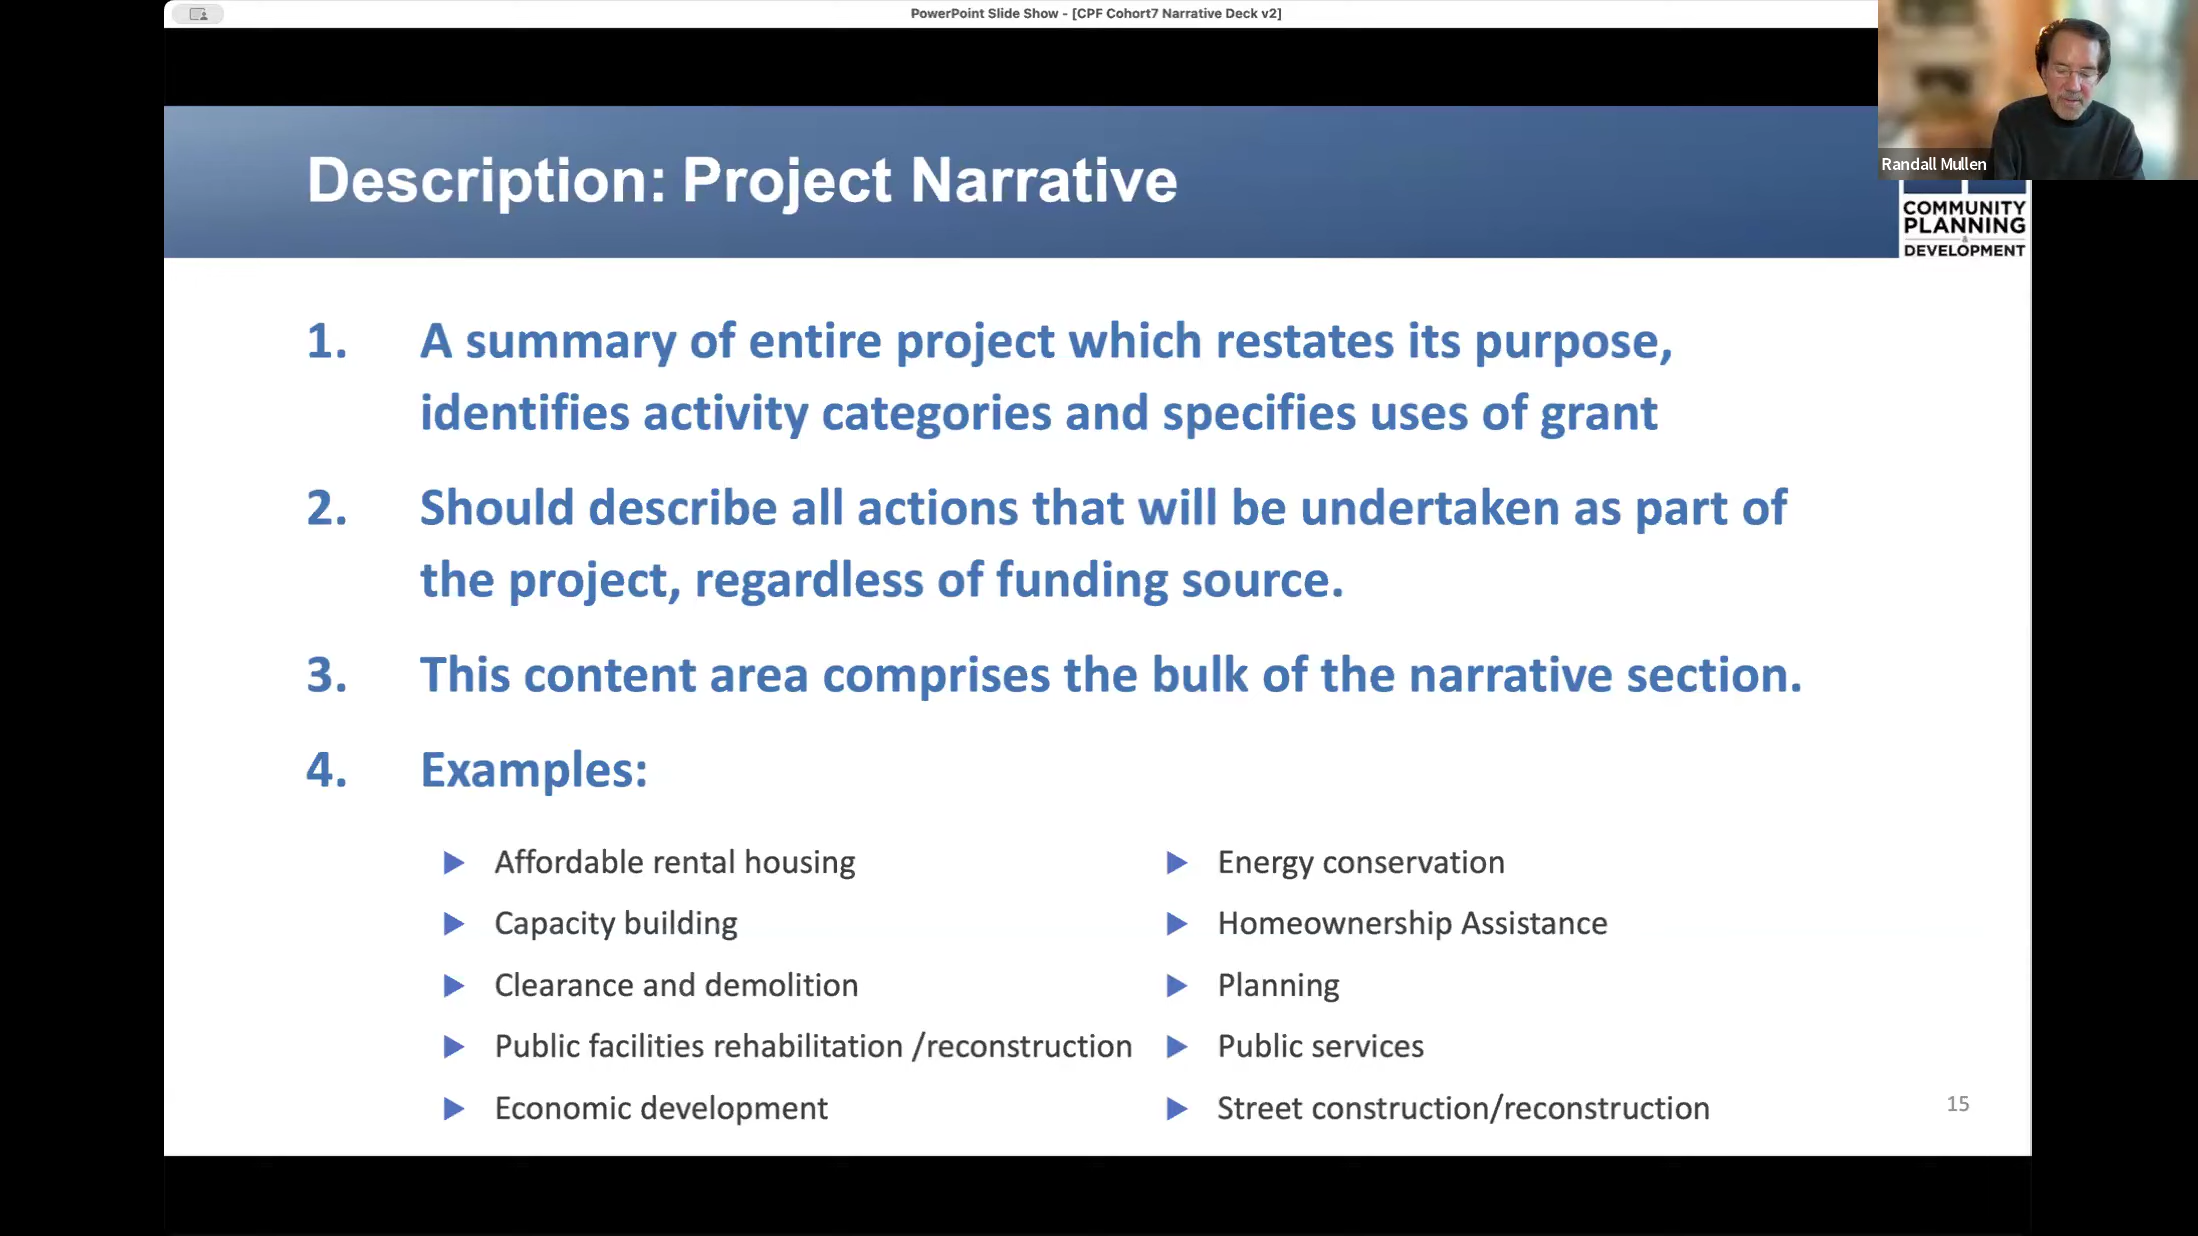 PowerPoint Slide Show - [CPF Cohort7 Narrative Deck v2]
Randall Mullen
Description: Project Narrative
COMMUNITY
PLANNING
&
DEVELOPMENT
1. A summary of entire project which restates its purpose,
identifies activity categories and specifies uses of grant
2. Should describe all actions that will be undertaken as part of
the project, regardless of funding source.
3. This content area comprises the bulk of the narrative section.
4. Examples:
Affordable rental housing
Capacity building
Clearance and demolition
Public facilities rehabilitation /reconstruction
Economic development
Energy conservation
Homeownership Assistance
Planning
Public services
Street construction/reconstruction
15